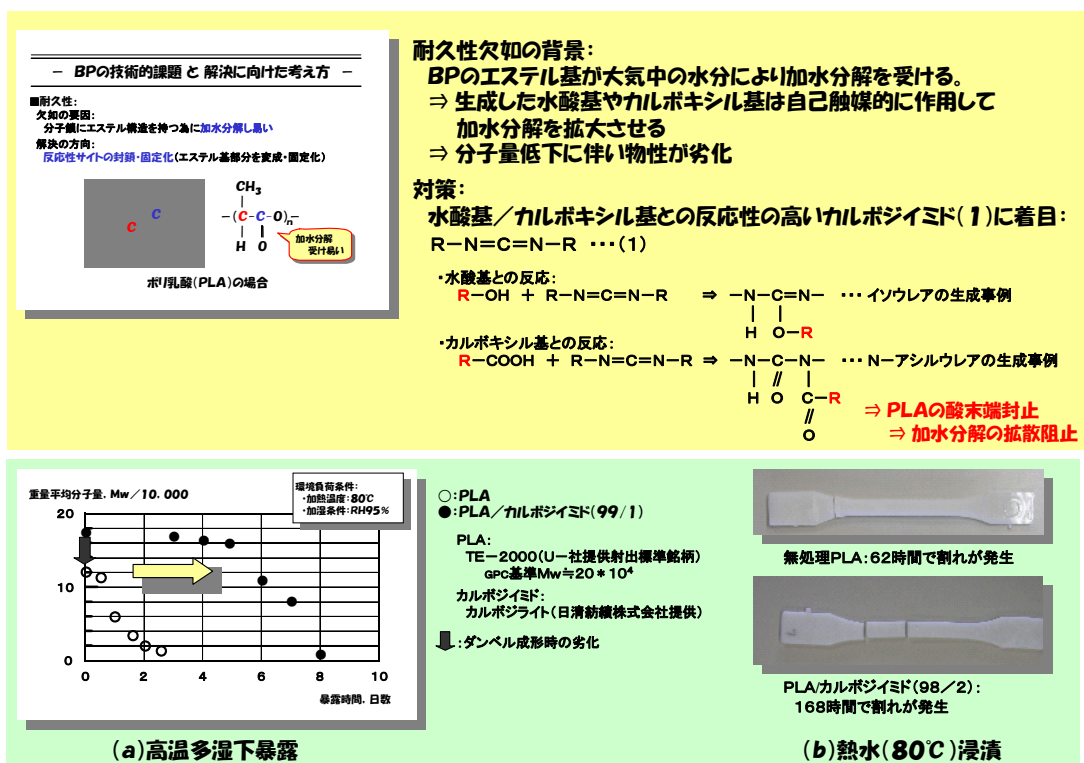 － BPの技術的課題 と 解決に向けた考え方 －
■耐久性：
欠如の要因：
分子鎖にエステル構造を持つ為に加水分解し易い
解決の方向：
反応性サイトの封鎖・固定化（エステル基部分を変成・固定化）
C
C
CH3
|
－（C－C－O）n－
|　||
H　O
加水分解
受け易い
ポリ乳酸（PLA）の場合
耐久性欠如の背景：
BPのエステル基が大気中の水分により加水分解を受ける。
⇒ 生成した水酸基やカルボキシル基は自己触媒的に作用して
加水分解を拡大させる
⇒ 分子量低下に伴い物性が劣化
対策：
水酸基／カルボキシル基との反応性の高いカルボジイミド（1）に着目：
R－N＝C＝N－R ･･･（1）
・水酸基との反応：
R－OH ＋ R－N＝C＝N－R ⇒ －N－C＝N－ ･･･ イソウレアの生成事例
|　|
H　O－R
・カルボキシル基との反応：
R－COOH ＋ R－N＝C＝N－R ⇒ －N－C－N－ ･･･ N－アシルウレアの生成事例
|　〃　|
H　O　C－R
〃
O
⇒ PLAの酸末端封止
⇒ 加水分解の拡散阻止
重量平均分子量．Mw／10．000
環境負荷条件：
・加熱温度：80℃
・加湿条件：RH95％
20
10
0
0 2 4 6 8 10
暴露時間．日数
○：PLA
●：PLA／カルボジイミド（99/1）
PLA：
TE－2000（U－社提供射出標準銘柄）
GPC基準Mw≒20＊10⁴
カルボジイミド：
カルボジライト（日清紡績株式会社提供）
：ダンベル成形時の劣化
（a）高温多湿下暴露
無処理PLA：62時間で割れが発生
PLA/カルボジイミド（98／2）：
168時間で割れが発生
（b）熱水（80℃）浸漬